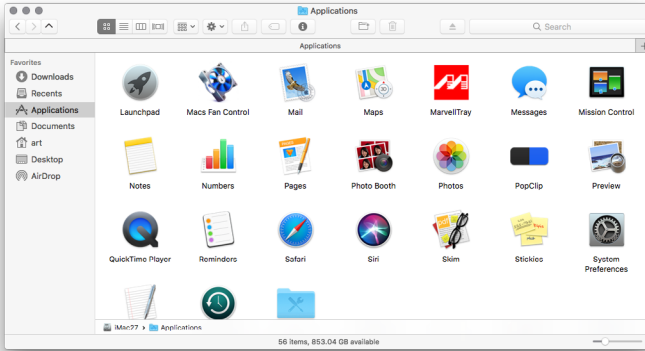 Applications
Search
Applications
Favorites
Downloads
Recents
Applications
Documents
art
Desktop
AirDrop
Launchpad
Macs Fan Control
Mail
Maps
MarvellTray
Messages
Mission Control
Notes
Numbers
Pages
Photo Booth
Photos
PopClip
Preview
QuickTime Player
Reminders
Safari
Siri
Skim
Stickies
System
Preferences
iMac27 › Applications
56 items, 853.04 GB available